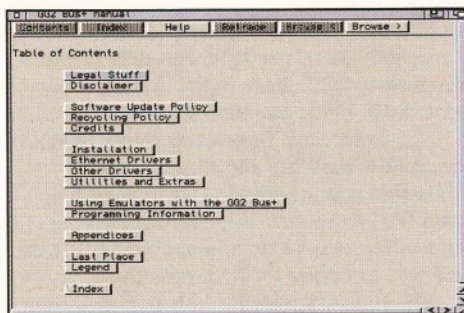 GG2 Bus+ Manual
Contents Index Help Retrace Browse < Browse >
Table of Contents
Legal Stuff
Disclaimer
Software Update Policy
Recycling Policy
Credits
Installation
Ethernet Drivers
Other Drivers
Utilities and Extras
Using Emulators with the GG2 Bus+
Programming Information
Appendices
Last Place
Legend
Index